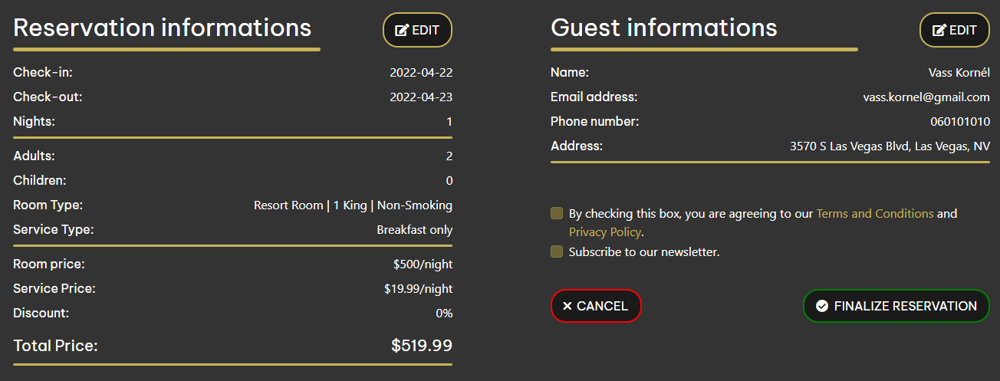 Reservation informations
EDIT
Check-in: 2022-04-22
Check-out: 2022-04-23
Nights: 1
Adults: 2
Children: 0
Room Type: Resort Room | 1 King | Non-Smoking
Service Type: Breakfast only
Room price: $500/night
Service Price: $19.99/night
Discount: 0%
Total Price: $519.99
Guest informations
EDIT
Name: Vass Kornél
Email address: vass.kornel@gmail.com
Phone number: 060101010
Address: 3570 S Las Vegas Blvd, Las Vegas, NV
By checking this box, you are agreeing to our Terms and Conditions and
Privacy Policy.
Subscribe to our newsletter.
CANCEL
FINALIZE RESERVATION